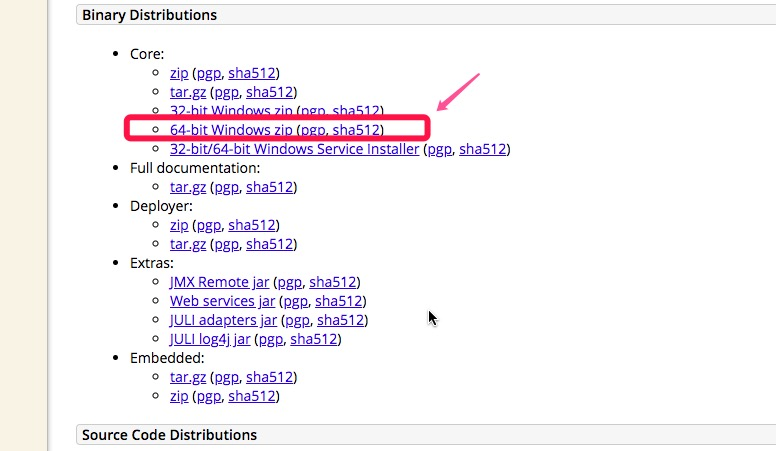 Binary Distributions
Core:
zip (pgp, sha512)
tar.gz (pgp, sha512)
32-bit Windows zip (pgp, sha512)
64-bit Windows zip (pgp, sha512)
32-bit/64-bit Windows Service Installer (pgp, sha512)
Full documentation:
tar.gz (pgp, sha512)
Deployer:
zip (pgp, sha512)
tar.gz (pgp, sha512)
Extras:
JMX Remote jar (pgp, sha512)
Web services jar (pgp, sha512)
JULI adapters jar (pgp, sha512)
JULI log4j jar (pgp, sha512)
Embedded:
tar.gz (pgp, sha512)
zip (pgp, sha512)
Source Code Distributions